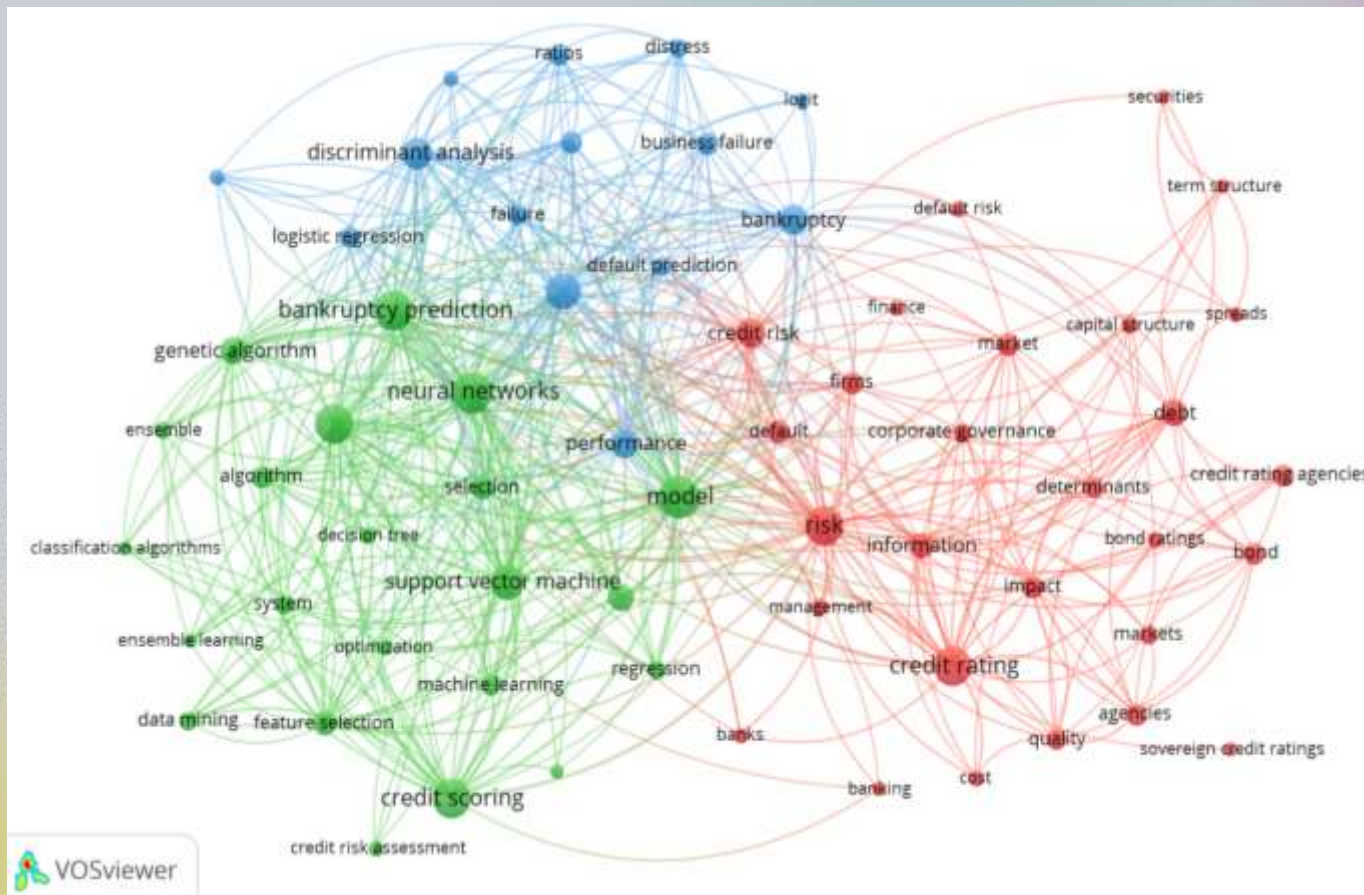 ratios
distress
securities
logit
business failure
discriminant analysis
term structure
default risk
failure
bankruptcy
logistic regression
default prediction
bankruptcy prediction
finance
spreads
capital structure
credit risk
market
genetic algorithm
firms
neural networks
debt
ensemble
default
corporate governance
performance
algorithm
credit rating agencies
selection
determinants
model
risk
decision tree
bond ratings
classification algorithms
information
bond
support vector machine
impact
system
management
markets
ensemble learning
optimization
credit rating
regression
machine learning
agencies
data mining
feature selection
banks
quality
sovereign credit ratings
cost
banking
credit scoring
credit risk assessment
VOSviewer